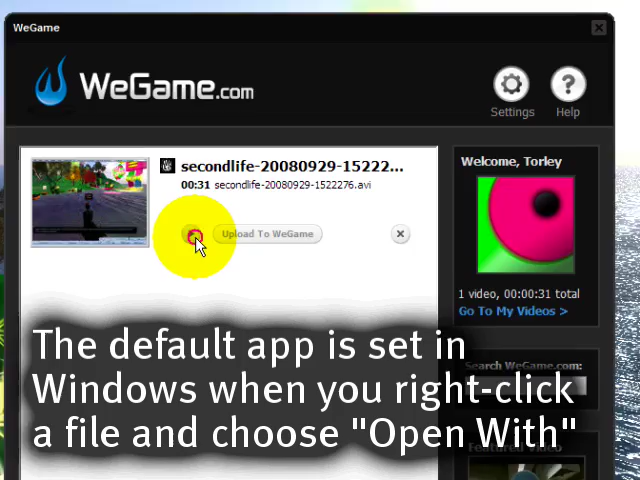 WeGame
WeGame.com
Settings
Help
secondlife-20080929-15222...
00:31 secondlife-20080929-1522276.avi
Upload To WeGame
Welcome, Torley
1 video, 00:00:31 total
Go To My Videos >
The default app is set in
Windows when you right-click
a file and choose "Open With"
Search WeGame.com:
Featured Video